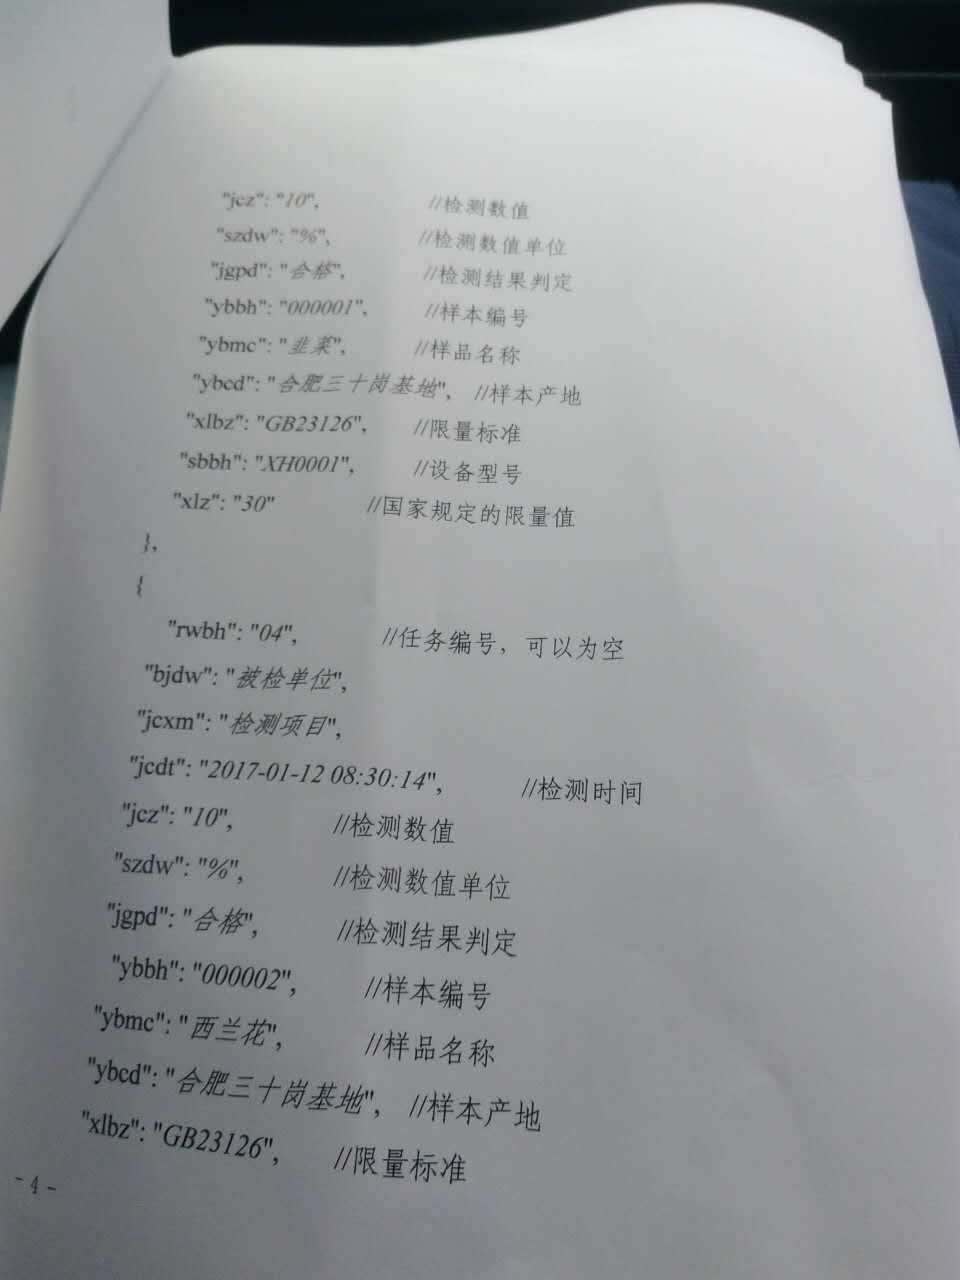 "jcz": "10", //检测数值
"szdw": "%", //检测数值单位
"jgpd": "合格", //检测结果判定
"ybbh": "000001", //样本编号
"ybmc": "韭菜", //样品名称
"ybcd": "合肥三十岗基地", //样本产地
"xlbz": "GB23126", //限量标准
"sbbh": "XH0001", //设备型号
"xlz": "30" //国家规定的限量值
},
{
"rwbh": "04", //任务编号，可以为空
"bjdw": "被检单位",
"jcxm": "检测项目",
"jcdt": "2017-01-12 08:30:14", //检测时间
"jcz": "10", //检测数值
"szdw": "%", //检测数值单位
"jgpd": "合格", //检测结果判定
"ybbh": "000002", //样本编号
"ybmc": "西兰花", //样品名称
"ybcd": "合肥三十岗基地", //样本产地
"xlbz": "GB23126", //限量标准
- 4 -